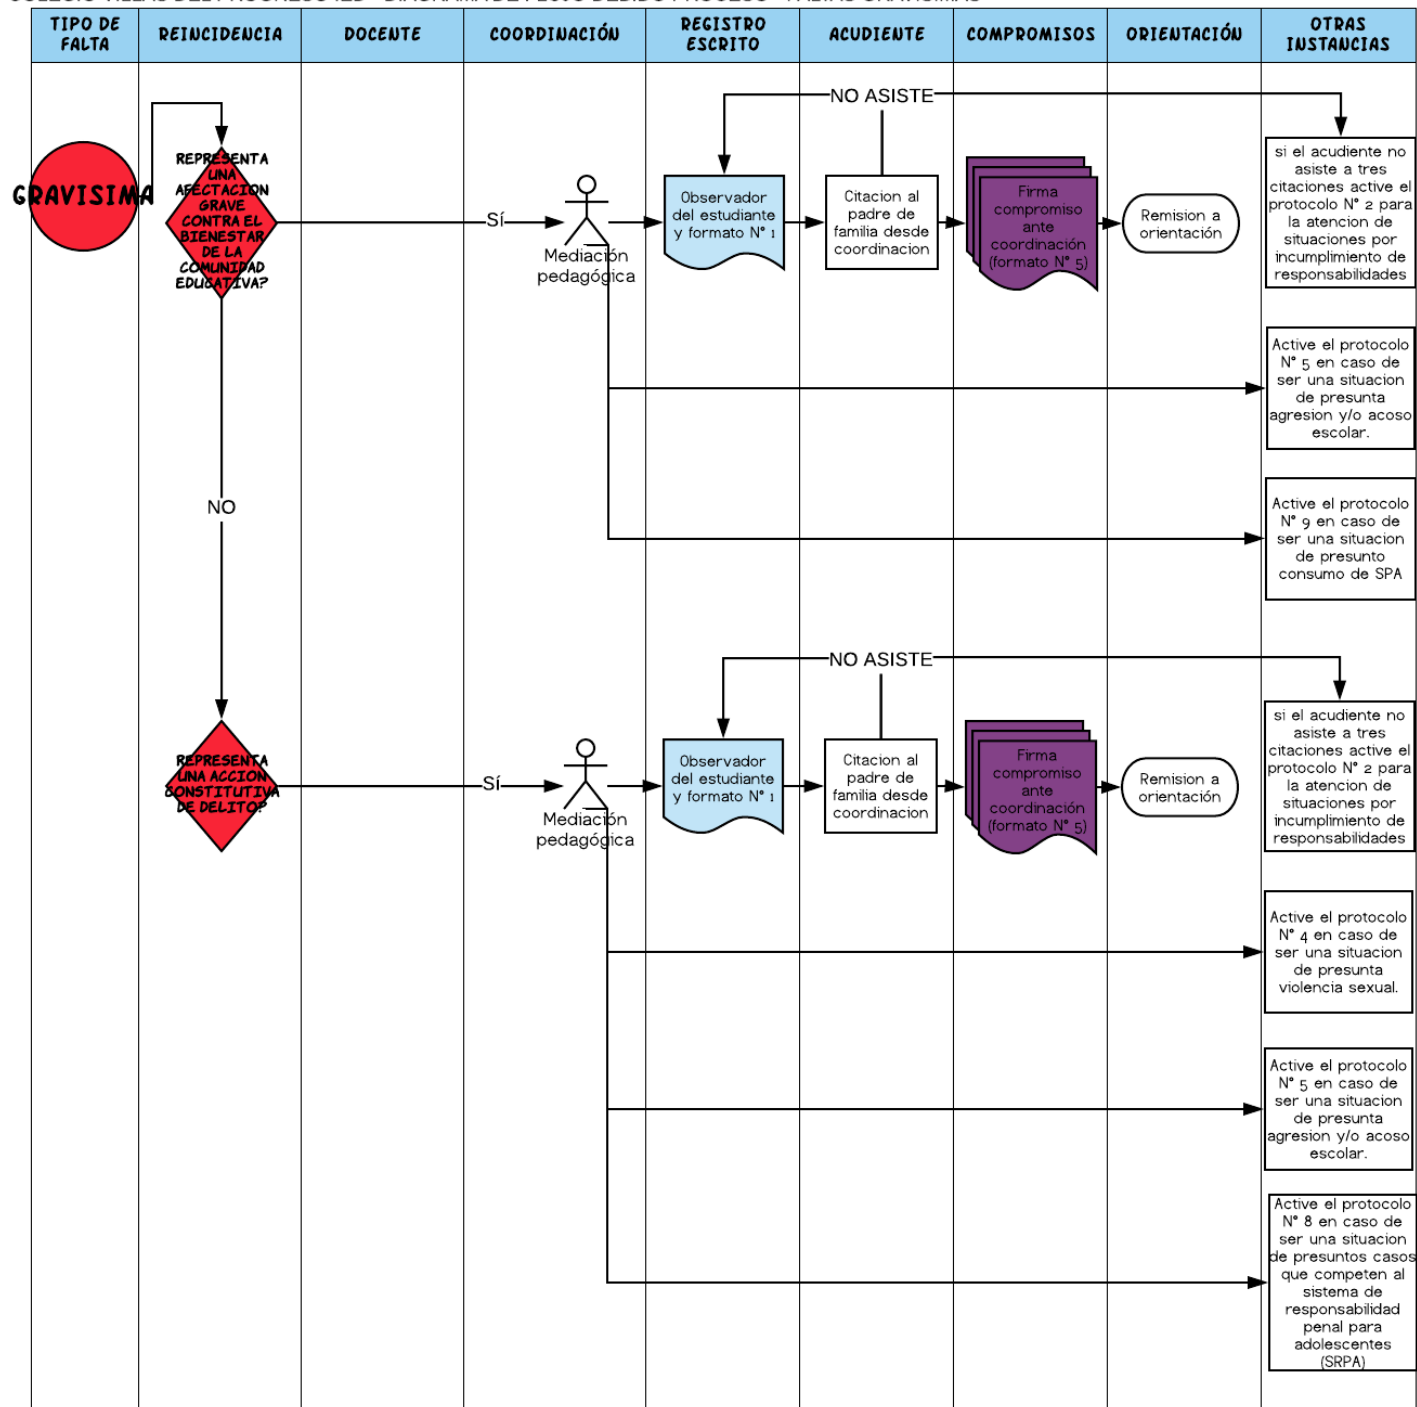 TIPO DE
FALTA
REINCIDENCIA
DOCENTE
COORDINACIÓN
REGISTRO
ESCRITO
ACUDIENTE
COMPROMISOS
ORIENTACIÓN
OTRAS
INSTANCIAS
GRAVISIMA
REPRESENTA
UNA
AFECTACION
GRAVE
CONTRA EL
BIENESTAR
DE LA
COMUNIDAD
EDUCATIVA?
Sí
Mediación
pedagógica
Observador
del estudiante
y formato N° 1
NO ASISTE
Citacion al
padre de
familia desde
coordinacion
Firma
compromiso
ante
coordinación
(formato N° 5)
Remision a
orientación
si el acudiente no
asiste a tres
citaciones active el
protocolo N° 2 para
la atencion de
situaciones por
incumplimiento de
responsabilidades
Active el protocolo
N° 5 en caso de
ser una situacion
de presunta
agresion y/o acoso
escolar.
Active el protocolo
N° 9 en caso de
ser una situacion
de presunto
consumo de SPA
NO
REPRESENTA
UNA ACCION
CONSTITUTIVA
DE DELITO?
Sí
Mediación
pedagógica
Observador
del estudiante
y formato N° 1
NO ASISTE
Citacion al
padre de
familia desde
coordinacion
Firma
compromiso
ante
coordinación
(formato N° 5)
Remision a
orientación
si el acudiente no
asiste a tres
citaciones active el
protocolo N° 2 para
la atencion de
situaciones por
incumplimiento de
responsabilidades
Active el protocolo
N° 4 en caso de
ser una situacion
de presunta
violencia sexual.
Active el protocolo
N° 5 en caso de
ser una situacion
de presunta
agresion y/o acoso
escolar.
Active el protocolo
N° 8 en caso de
ser una situacion
de presuntos casos
que competen al
sistema de
responsabilidad
penal para
adolescentes
(SRPA)